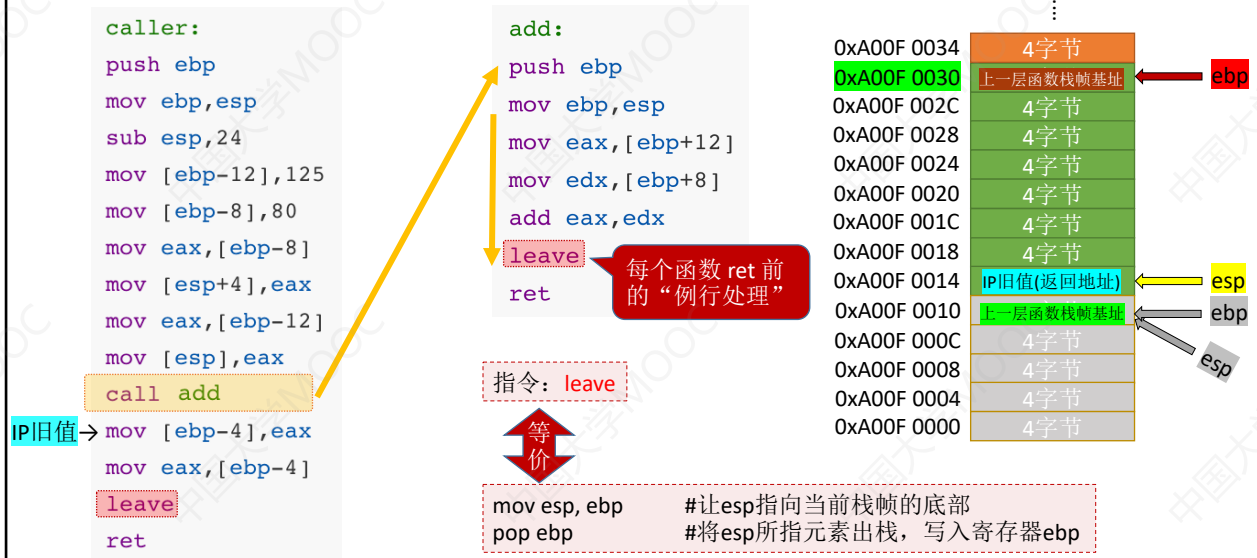 caller:
push ebp
mov ebp,esp
sub esp,24
mov [ebp-12],125
mov [ebp-8],80
mov eax,[ebp-8]
mov [esp+4],eax
mov eax,[ebp-12]
mov [esp],eax
call add
IP旧值→ mov [ebp-4],eax
mov eax,[ebp-4]
leave
ret
add:
push ebp
mov ebp,esp
mov eax,[ebp+12]
mov edx,[ebp+8]
add eax,edx
leave
ret
每个函数 ret 前
的“例行处理”
指令：leave
等
价
mov esp, ebp #让esp指向当前栈帧的底部
pop ebp #将esp所指元素出栈，写入寄存器ebp
⋮
0xA00F 0034 4字节
0xA00F 0030 上一层函数栈帧基址 ebp
0xA00F 002C 4字节
0xA00F 0028 4字节
0xA00F 0024 4字节
0xA00F 0020 4字节
0xA00F 001C 4字节
0xA00F 0018 4字节
0xA00F 0014 IP旧值(返回地址) esp
0xA00F 0010 上一层函数栈帧基址 ebp
0xA00F 000C 4字节 esp
0xA00F 0008 4字节
0xA00F 0004 4字节
0xA00F 0000 4字节
中国大学MOOC